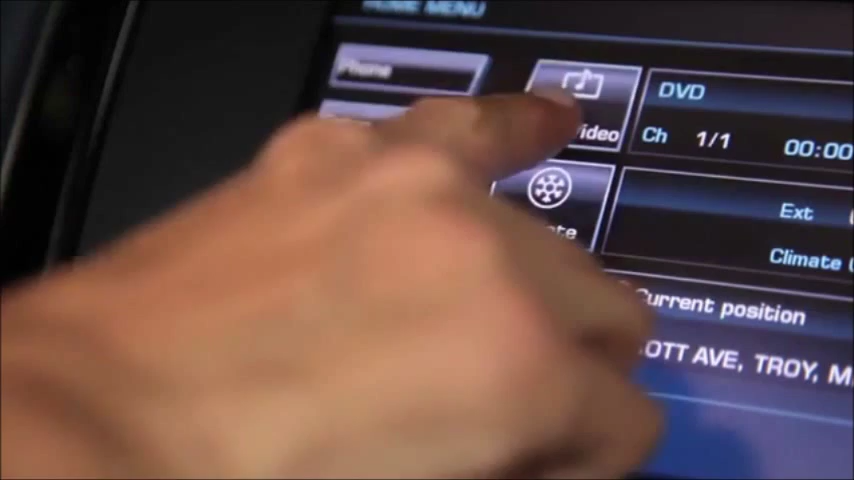 HOME MENU
Phone
Video
DVD
Ch 1/1 00:00
Ext
Climate
Current position
OTT AVE, TROY, M